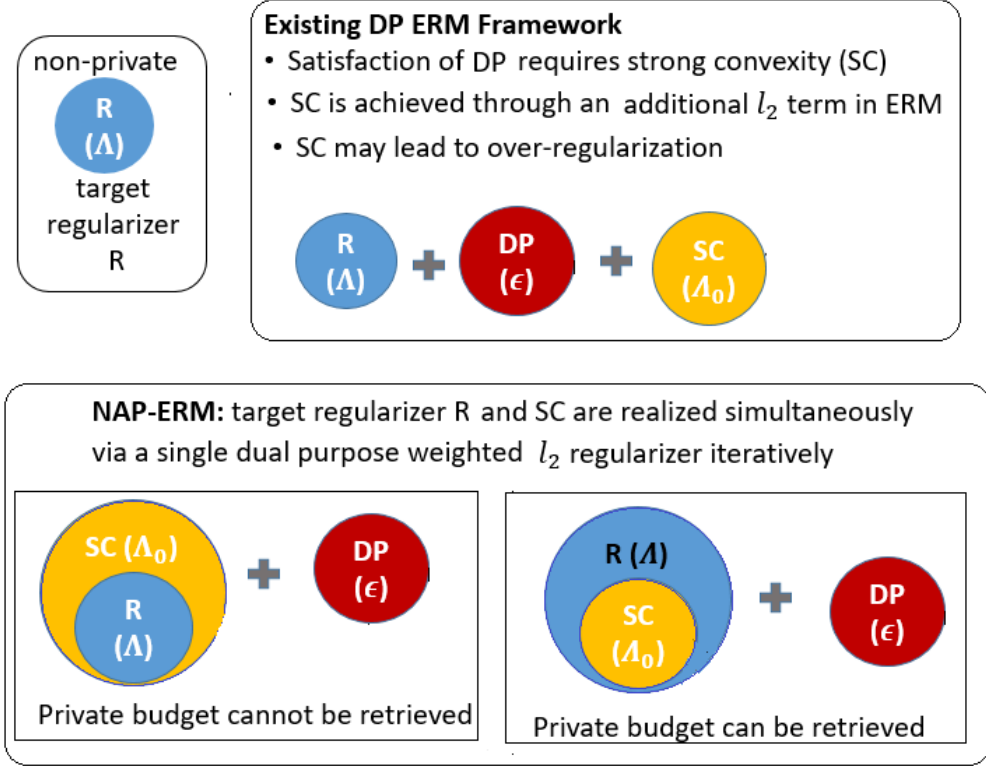 non-private
R
(Λ)
target
regularizer
R
Existing DP ERM Framework
• Satisfaction of DP requires strong convexity (SC)
• SC is achieved through an additional l₂ term in ERM
• SC may lead to over-regularization
R
(Λ)
DP
(ϵ)
SC
(Λ₀)
NAP-ERM: target regularizer R and SC are realized simultaneously
via a single dual purpose weighted l₂ regularizer iteratively
SC (Λ₀)
R
(Λ)
DP
(ϵ)
Private budget cannot be retrieved
R (Λ)
SC
(Λ₀)
DP
(ϵ)
Private budget can be retrieved